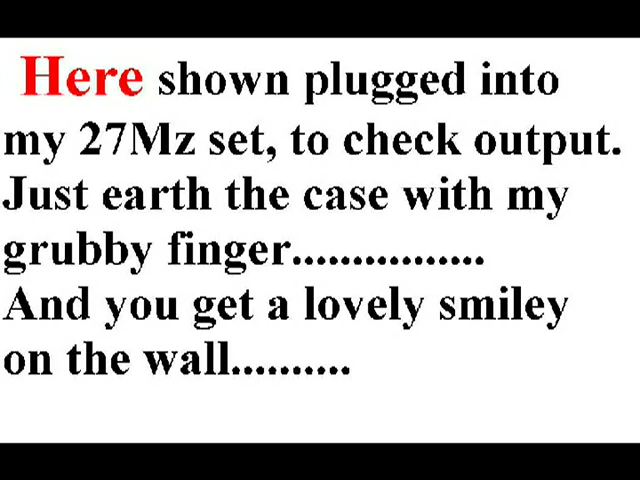 Here shown plugged into
my 27Mz set, to check output.
Just earth the case with my
grubby finger................
And you get a lovely smiley
on the wall..........